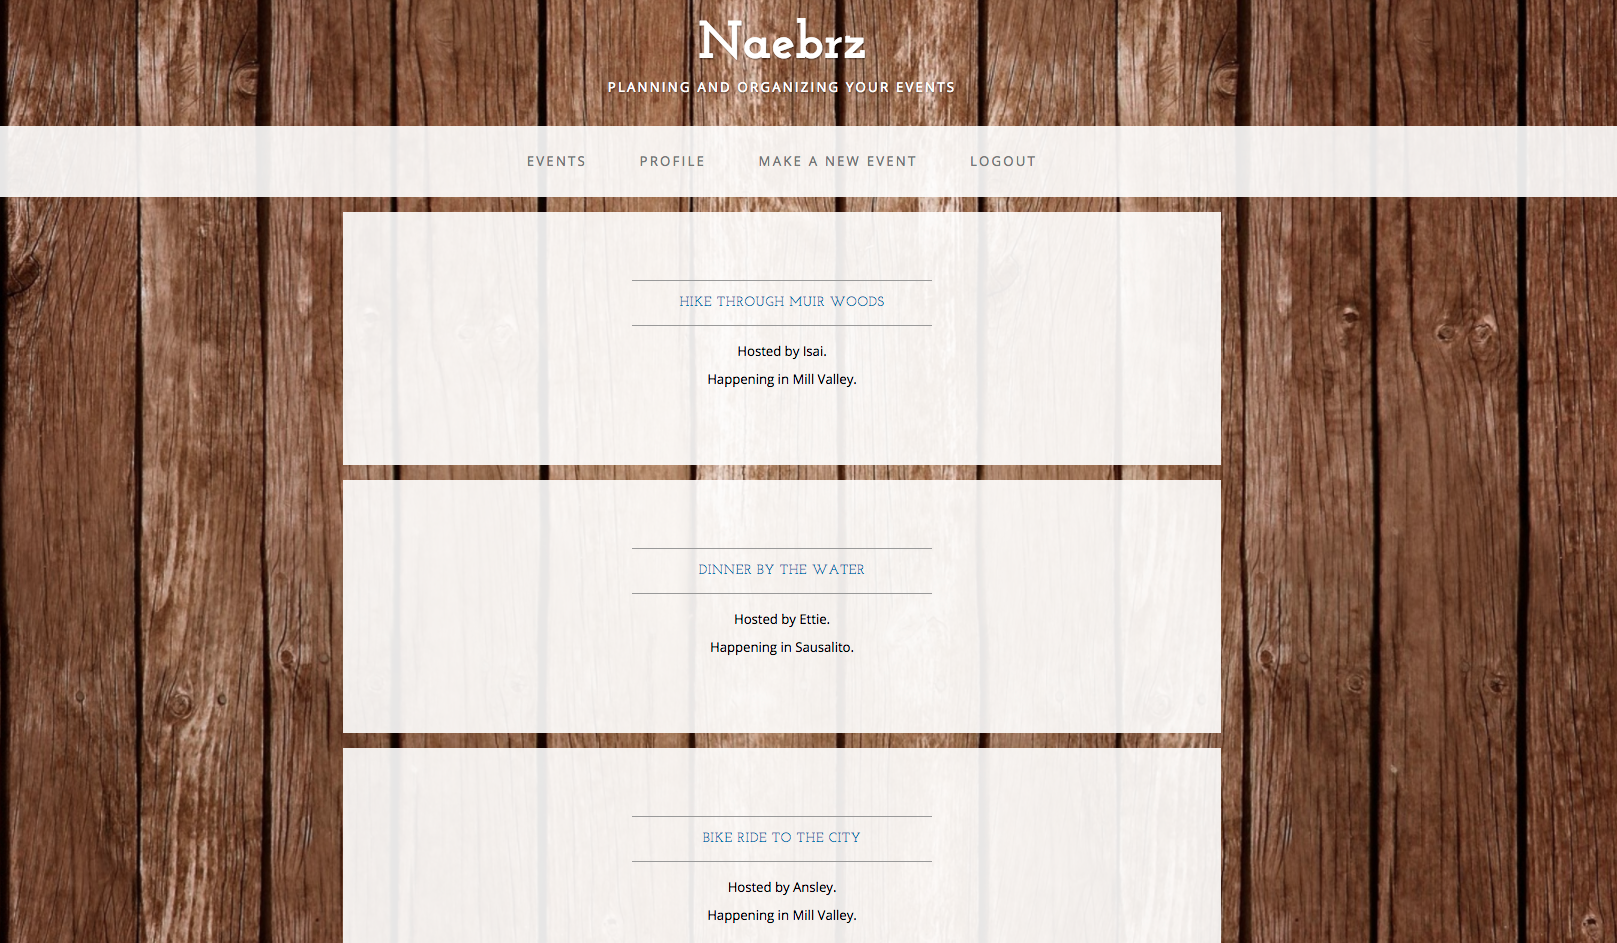 Naebrz
PLANNING AND ORGANIZING YOUR EVENTS
EVENTS PROFILE MAKE A NEW EVENT LOGOUT
HIKE THROUGH MUIR WOODS
Hosted by Isai.
Happening in Mill Valley.
DINNER BY THE WATER
Hosted by Ettie.
Happening in Sausalito.
BIKE RIDE TO THE CITY
Hosted by Ansley.
Happening in Mill Valley.